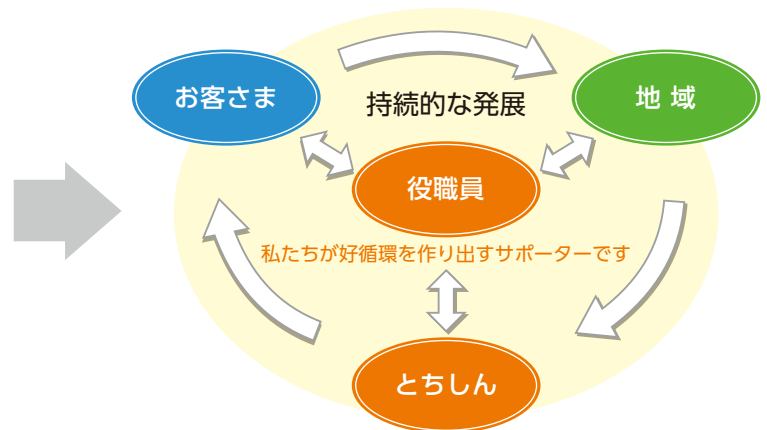 お客さま
地 域
持続的な発展
役職員
私たちが好循環を作り出すサポーターです
とちしん